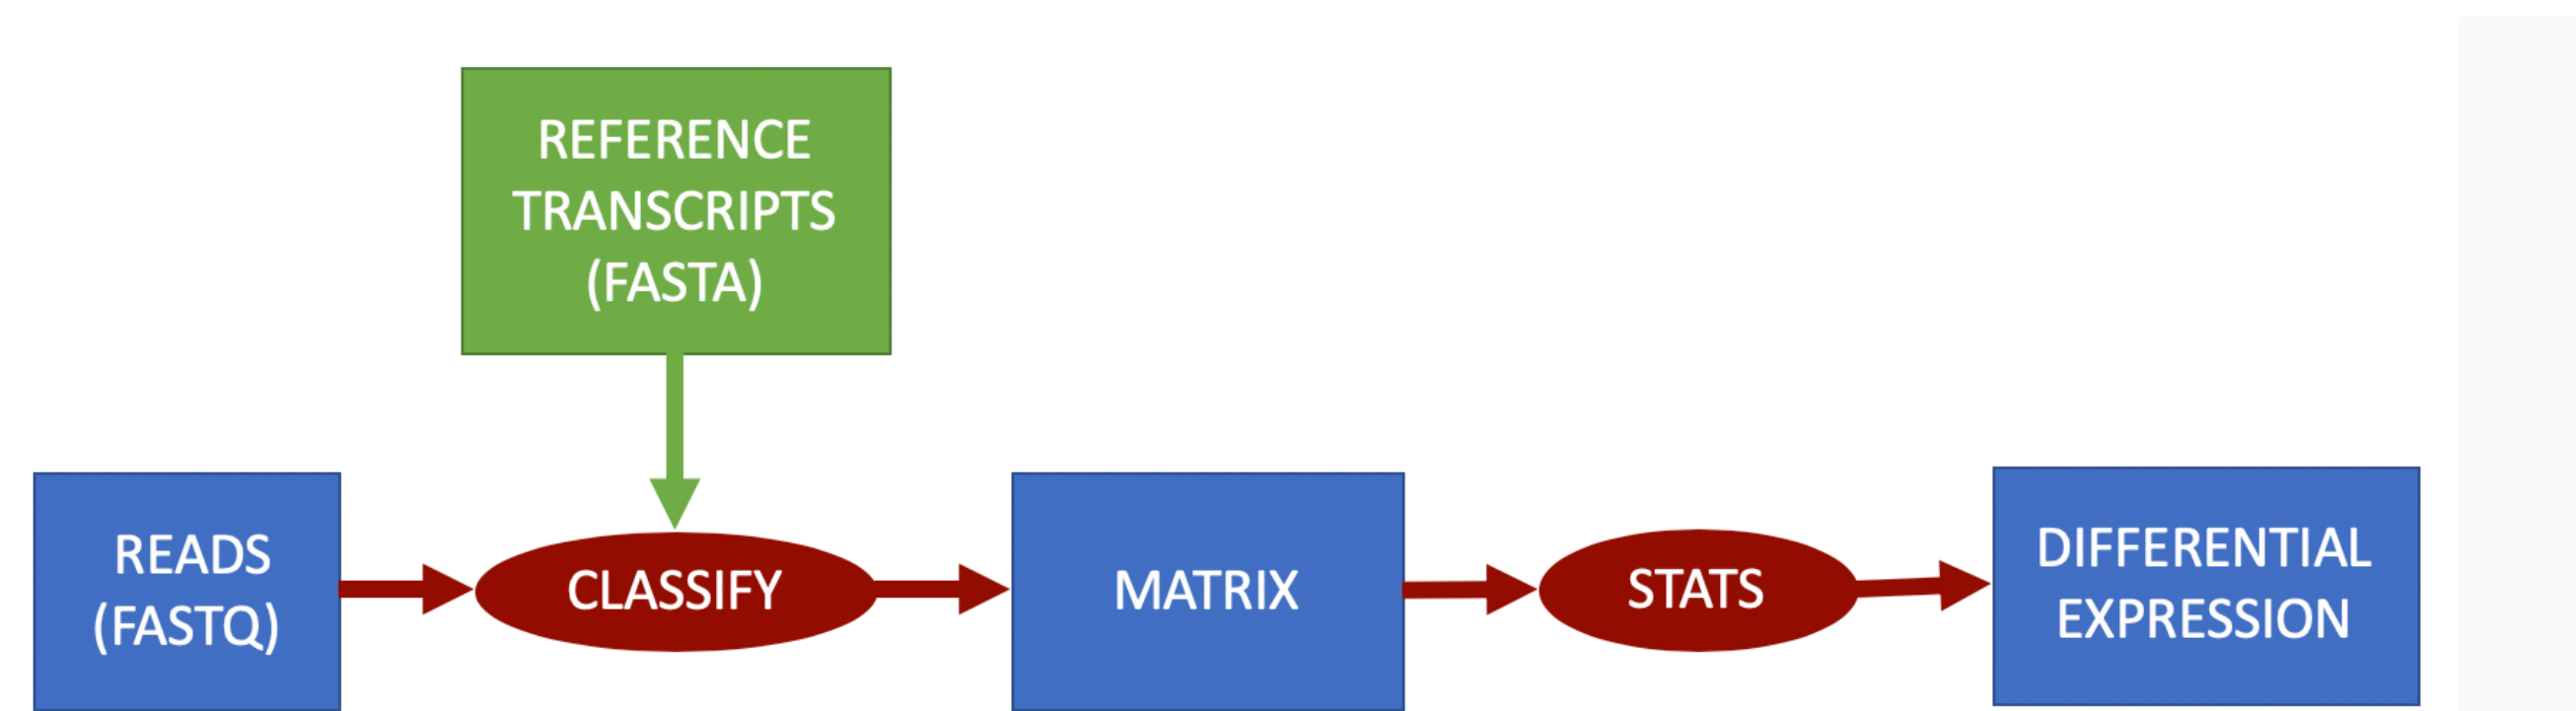 REFERENCE
TRANSCRIPTS
(FASTA)
READS
(FASTQ)
CLASSIFY
MATRIX
STATS
DIFFERENTIAL
EXPRESSION